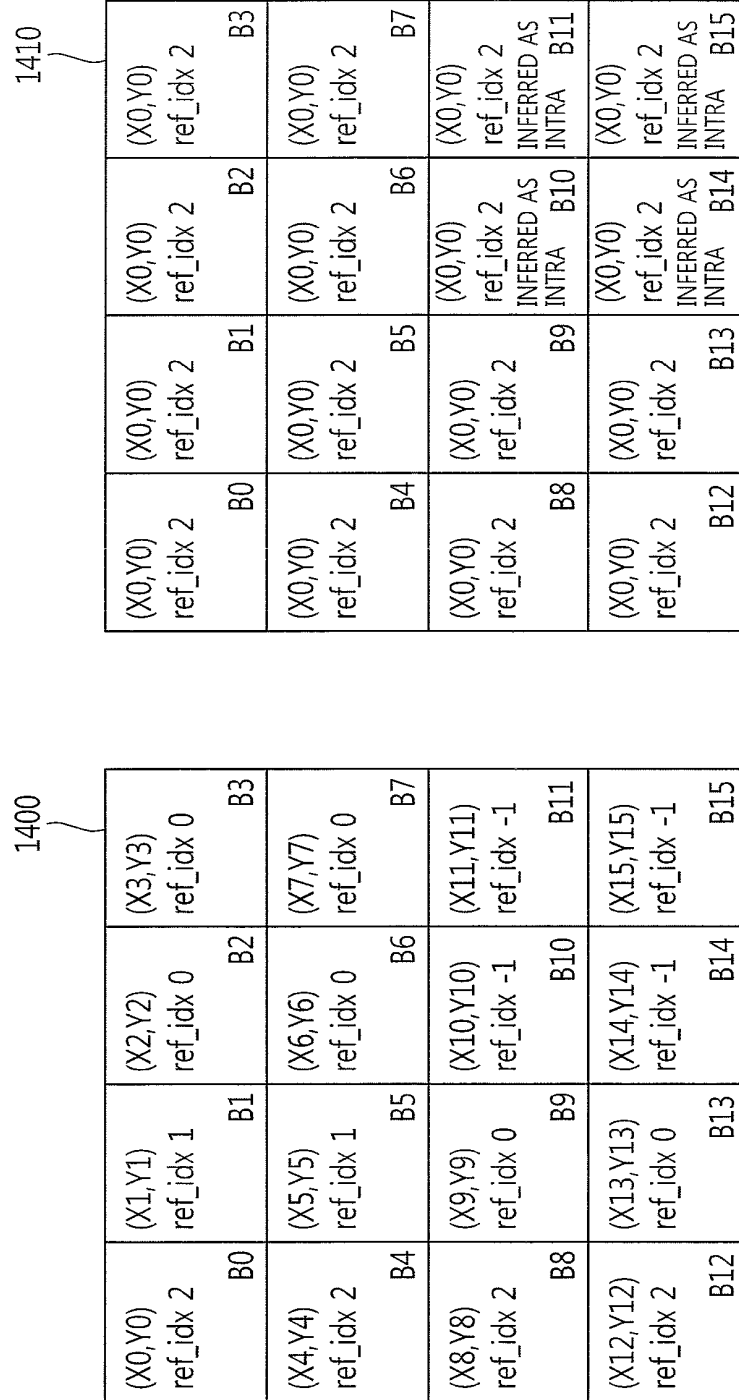 1400
(X0,Y0)
ref_idx 2
B0
(X1,Y1)
ref_idx 1
B1
(X2,Y2)
ref_idx 0
B2
(X3,Y3)
ref_idx 0
B3
(X4,Y4)
ref_idx 2
B4
(X5,Y5)
ref_idx 1
B5
(X6,Y6)
ref_idx 0
B6
(X7,Y7)
ref_idx 0
B7
(X8,Y8)
ref_idx 2
B8
(X9,Y9)
ref_idx 0
B9
(X10,Y10)
ref_idx -1
B10
(X11,Y11)
ref_idx -1
B11
(X12,Y12)
ref_idx 2
B12
(X13,Y13)
ref_idx 0
B13
(X14,Y14)
ref_idx -1
B14
(X15,Y15)
ref_idx -1
B15
1410
(X0,Y0)
ref_idx 2
B0
(X0,Y0)
ref_idx 2
B1
(X0,Y0)
ref_idx 2
B2
(X0,Y0)
ref_idx 2
B3
(X0,Y0)
ref_idx 2
B4
(X0,Y0)
ref_idx 2
B5
(X0,Y0)
ref_idx 2
B6
(X0,Y0)
ref_idx 2
B7
(X0,Y0)
ref_idx 2
B8
(X0,Y0)
ref_idx 2
B9
(X0,Y0)
ref_idx 2
INFERRED AS
INTRA B10
(X0,Y0)
ref_idx 2
INFERRED AS
INTRA B11
(X0,Y0)
ref_idx 2
B12
(X0,Y0)
ref_idx 2
B13
(X0,Y0)
ref_idx 2
INFERRED AS
INTRA B14
(X0,Y0)
ref_idx 2
INFERRED AS
INTRA B15